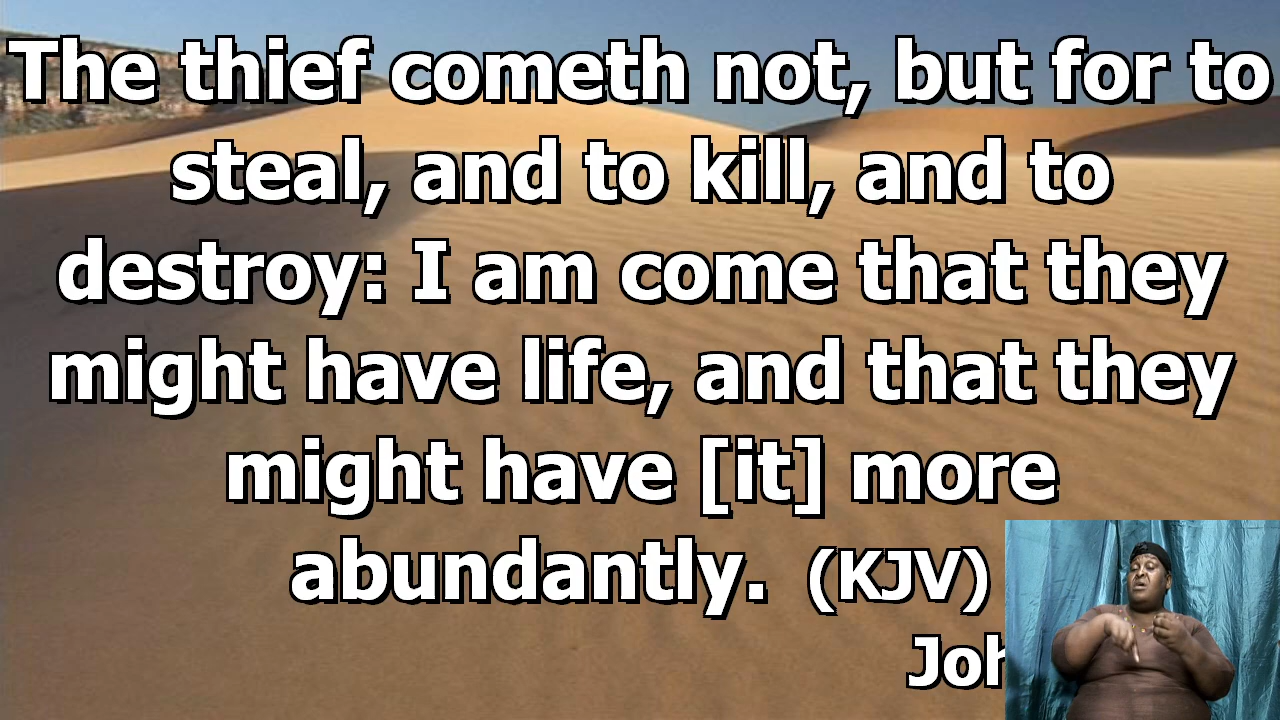 The thief cometh not, but for to
steal, and to kill, and to
destroy: I am come that they
might have life, and that they
might have [it] more
abundantly. (KJV)